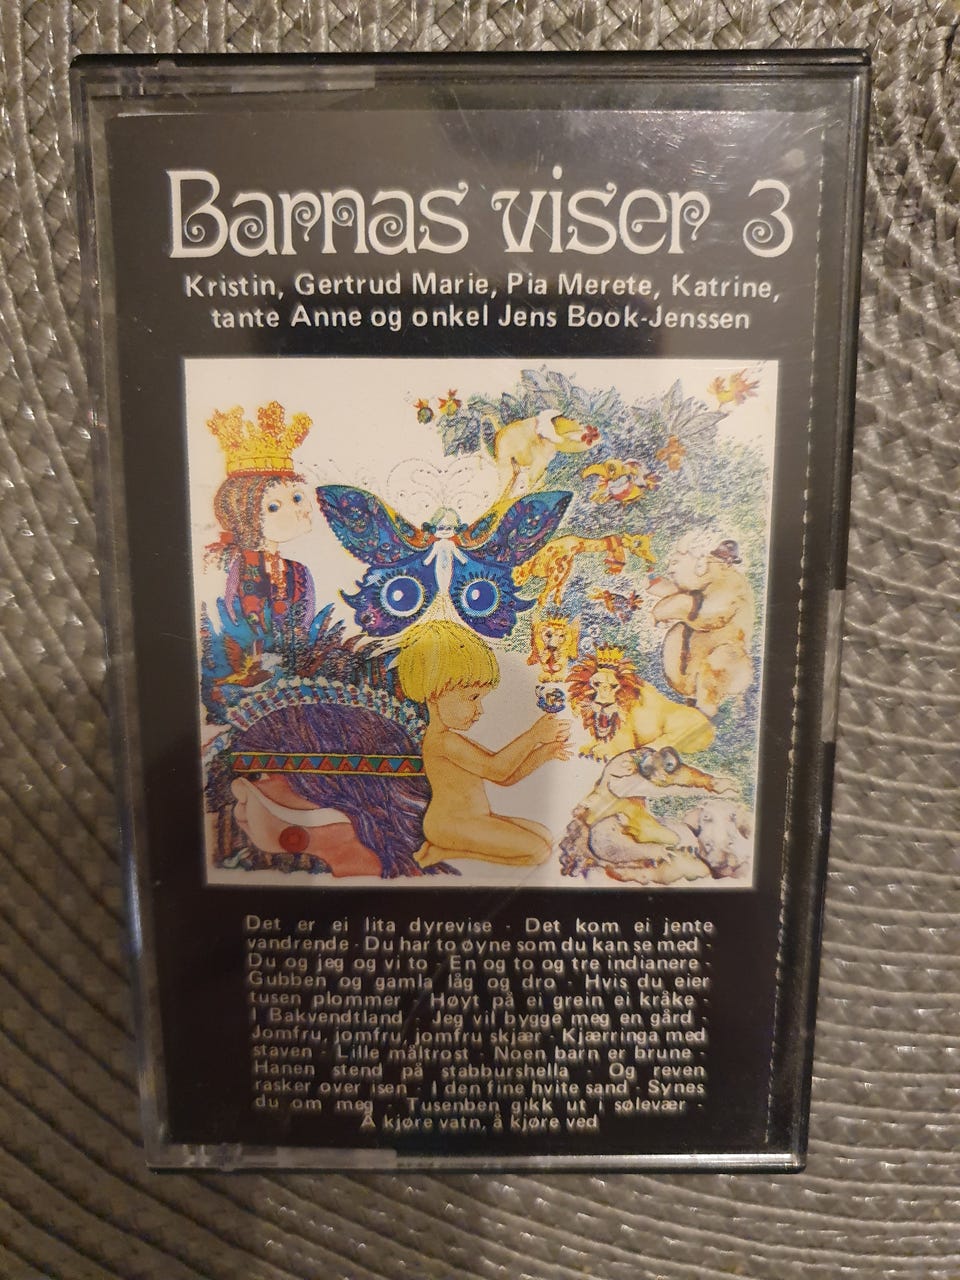 Barnas viser 3
Kristin, Gertrud Marie, Pia Merete, Katrine,
tante Anne og onkel Jens Book-Jenssen
Det er ei lita dyrevise · Det kom ei jente
vandrende · Du har to øyne som du kan se med ·
Du og jeg og vi to · En og to og tre indianere ·
Gubben og gamla låg og dro · Hvis du eier
tusen plommer · Høyt på ei grein ei kråke ·
I Bakvendtland · Jeg vil bygge meg en gård ·
Jomfru, jomfru, jomfru skjær · Kjærringa med
staven · Lille måltrost · Noen barn er brune ·
Hanen stend på stabburshella · Og reven
rasker over isen · I den fine hvite sand · Synes
du om meg · Tusenben gikk ut i sølevær ·
Å kjøre vatn, å kjøre ved